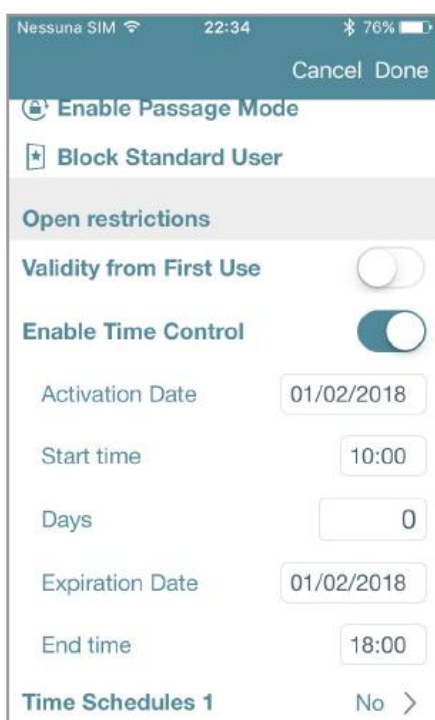 Nessuna SIM 22:34 76%
Cancel Done
Enable Passage Mode
Block Standard User
Open restrictions
Validity from First Use
Enable Time Control
Activation Date 01/02/2018
Start time 10:00
Days 0
Expiration Date 01/02/2018
End time 18:00
Time Schedules 1 No >